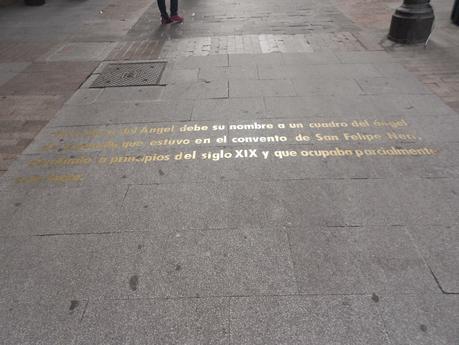 del Ángel debe su nombre a un cuadro del ángel
que estuvo en el convento de San Felipe Neri,
a principios del siglo XIX y que ocupaba parcialmente